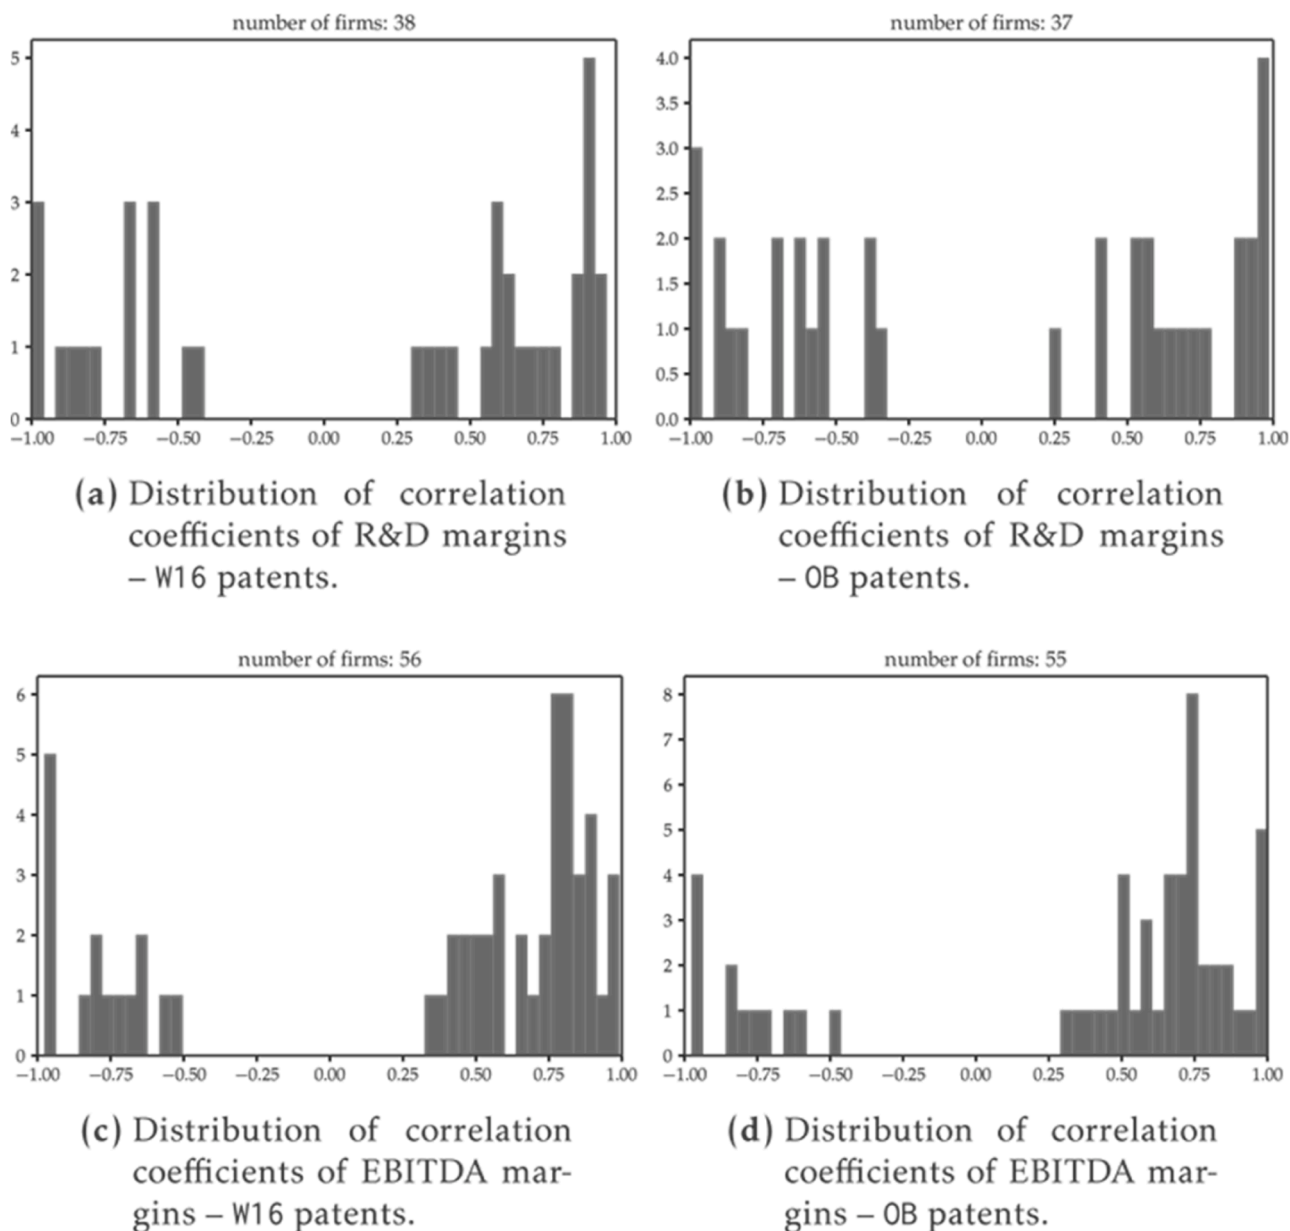 number of firms: 38
5
4
3
2
1
0
−1.00 −0.75 −0.50 −0.25 0.00 0.25 0.50 0.75 1.00
(a) Distribution of correlation
coefficients of R&D margins
– W16 patents.
number of firms: 37
4.0
3.5
3.0
2.5
2.0
1.5
1.0
0.5
0.0
−1.00 −0.75 −0.50 −0.25 0.00 0.25 0.50 0.75 1.00
(b) Distribution of correlation
coefficients of R&D margins
– OB patents.
number of firms: 56
6
5
4
3
2
1
0
−1.00 −0.75 −0.50 −0.25 0.00 0.25 0.50 0.75 1.00
(c) Distribution of correlation
coefficients of EBITDA mar-
gins – W16 patents.
number of firms: 55
8
7
6
5
4
3
2
1
0
−1.00 −0.75 −0.50 −0.25 0.00 0.25 0.50 0.75 1.00
(d) Distribution of correlation
coefficients of EBITDA mar-
gins – OB patents.